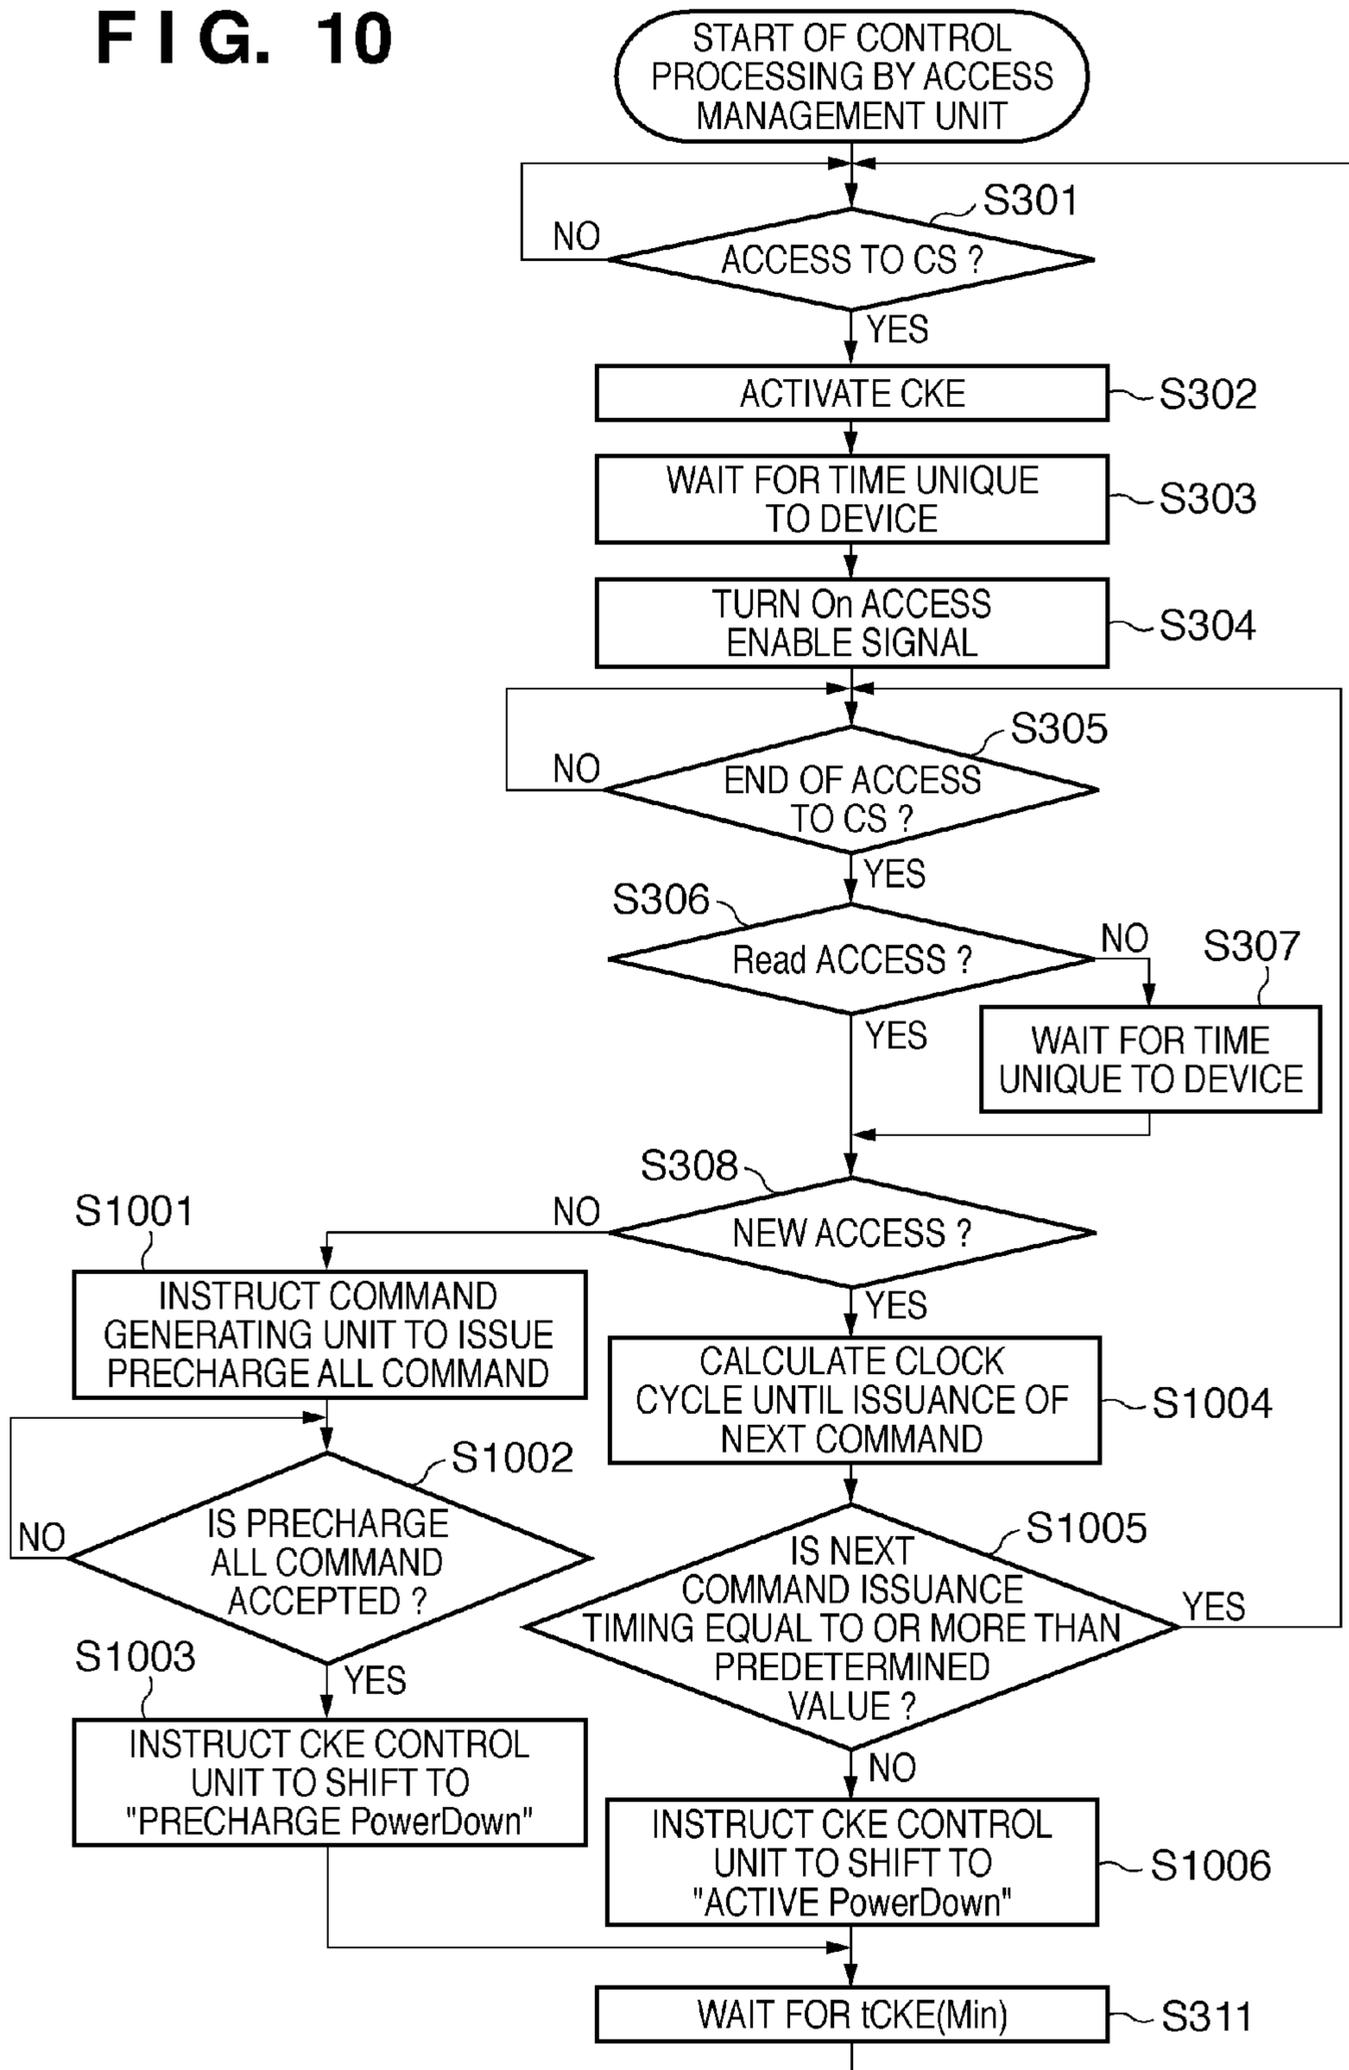 FIG. 10
START OF CONTROL
PROCESSING BY ACCESS
MANAGEMENT UNIT
S301
NO
ACCESS TO CS ?
YES
ACTIVATE CKE
S302
WAIT FOR TIME UNIQUE
TO DEVICE
S303
TURN On ACCESS
ENABLE SIGNAL
S304
S305
NO
END OF ACCESS
TO CS ?
YES
S306
Read ACCESS ?
NO
S307
YES
WAIT FOR TIME
UNIQUE TO DEVICE
S308
NO
NEW ACCESS ?
YES
S1001
INSTRUCT COMMAND
GENERATING UNIT TO ISSUE
PRECHARGE ALL COMMAND
CALCULATE CLOCK
CYCLE UNTIL ISSUANCE OF
NEXT COMMAND
S1004
S1002
NO
IS PRECHARGE
ALL COMMAND
ACCEPTED ?
YES
S1005
IS NEXT
COMMAND ISSUANCE
TIMING EQUAL TO OR MORE THAN
PREDETERMINED
VALUE ?
YES
NO
S1003
INSTRUCT CKE CONTROL
UNIT TO SHIFT TO
"PRECHARGE PowerDown"
INSTRUCT CKE CONTROL
UNIT TO SHIFT TO
"ACTIVE PowerDown"
S1006
WAIT FOR tCKE(Min)
S311